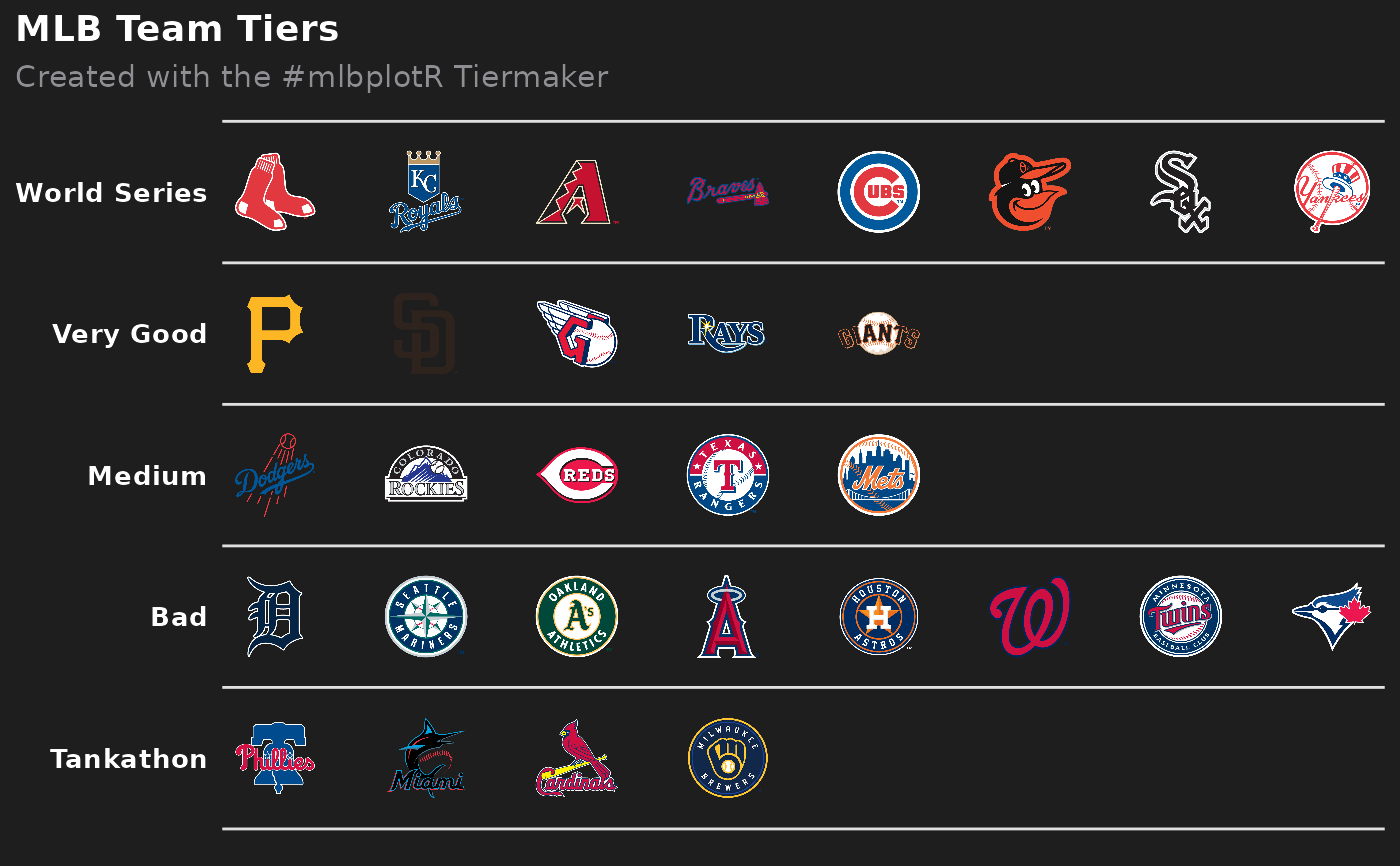 MLB Team Tiers
Created with the #mlbplotR Tiermaker
World Series
KC
Royals
A
Braves
CUBS
Sox
Yankees
Very Good
P
SD
G
RAYS
GIANTS
Medium
Dodgers
COLORADO
ROCKIES
REDS
TEXAS
T
RANGERS
Mets
Bad
D
SEATTLE
MARINERS
OAKLAND
A's
ATHLETICS
A
HOUSTON
H
ASTROS
W
MINNESOTA
Twins
BASEBALL CLUB
Tankathon
Phillies
Miami
Cardinals
MILWAUKEE
BREWERS